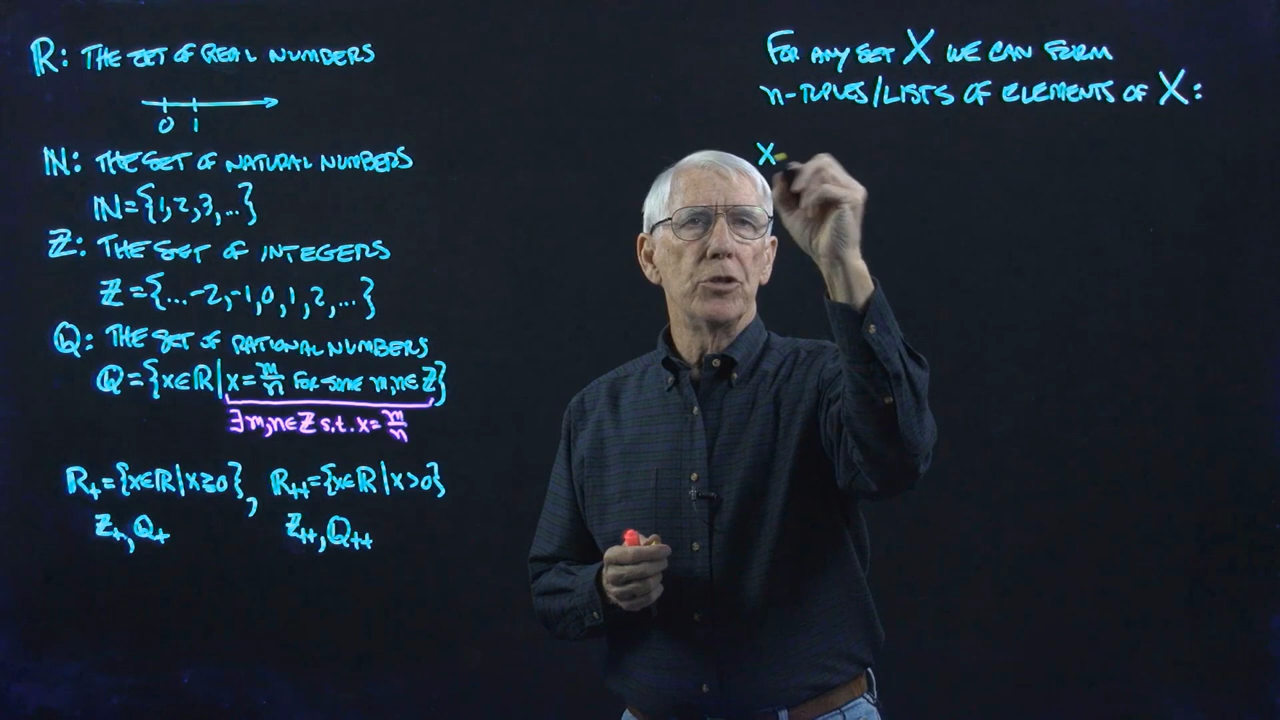 ℝ: THE SET OF REAL NUMBERS
0 1
ℕ: THE SET OF NATURAL NUMBERS
ℕ={1,2,3,...}
ℤ: THE SET OF INTEGERS
ℤ={...-2,-1,0,1,2,...}
ℚ: THE SET OF RATIONAL NUMBERS
ℚ={x∈ℝ|x=m/n FOR SOME m,n∈ℤ}
∃m,n∈ℤ s.t. x=m/n
ℝ₊={x∈ℝ|x≥0}, ℝ₊₊={x∈ℝ|x>0}
ℤ₊,ℚ₊ ℤ₊₊,ℚ₊₊
FOR ANY SET X WE CAN FORM
n-TUPLES/LISTS OF ELEMENTS OF X:
x